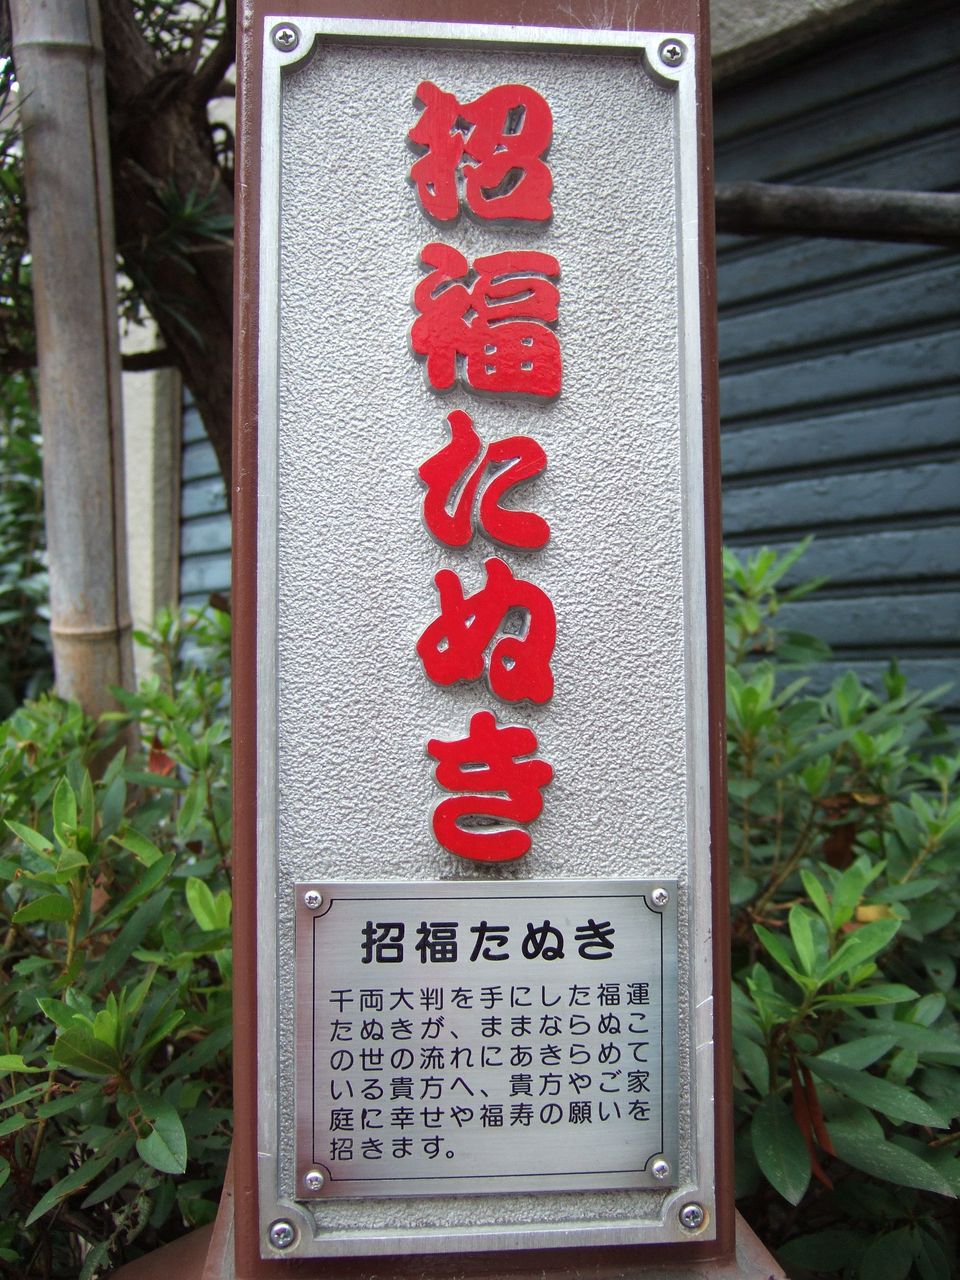 招福たぬき
招福たぬき
千両大判を手にした福運
たぬきが、ままならぬこ
の世の流れにあきらめて
いる貴方へ、貴方やご家
庭に幸せや福寿の願いを
招きます。